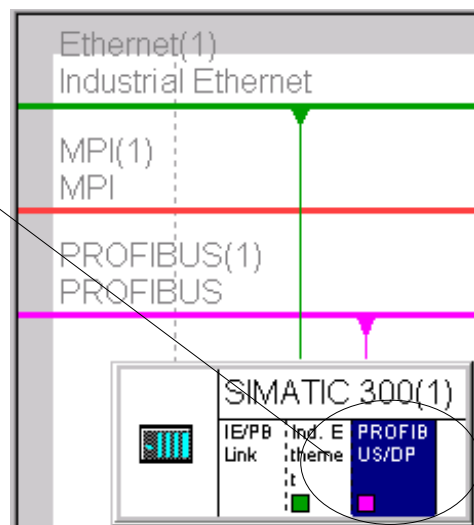 Ethernet(1)
Industrial Ethernet
MPI(1)
MPI
PROFIBUS(1)
PROFIBUS
SIMATIC 300(1)
IE/PB
Link
Ind. E
theme
t
PROFIB
US/DP